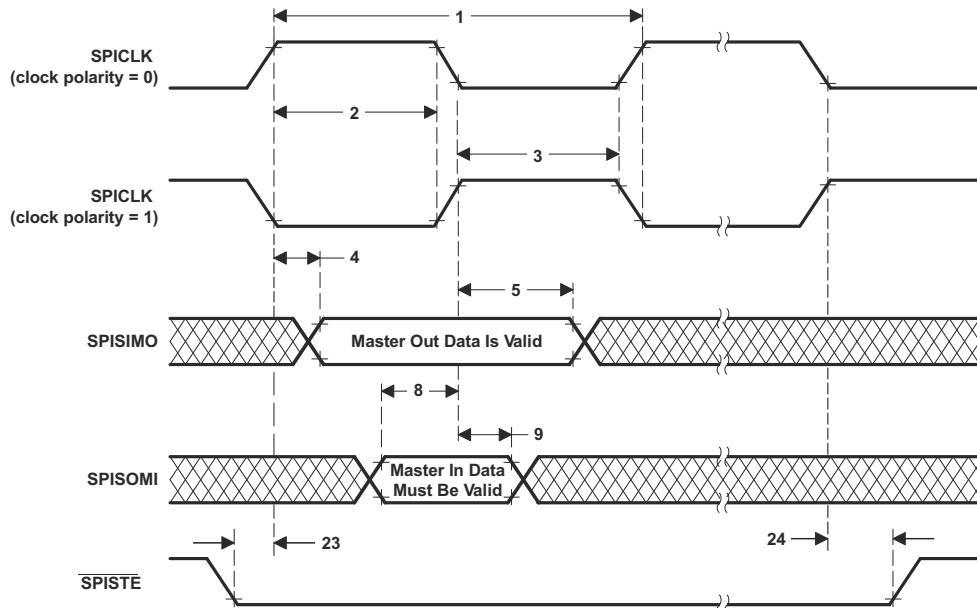 1
SPICLK
(clock polarity = 0)
2
3
SPICLK
(clock polarity = 1)
4
5
SPISIMO
Master Out Data Is Valid
8
9
SPISOMI
Master In Data
Must Be Valid
23
24
SPISTE